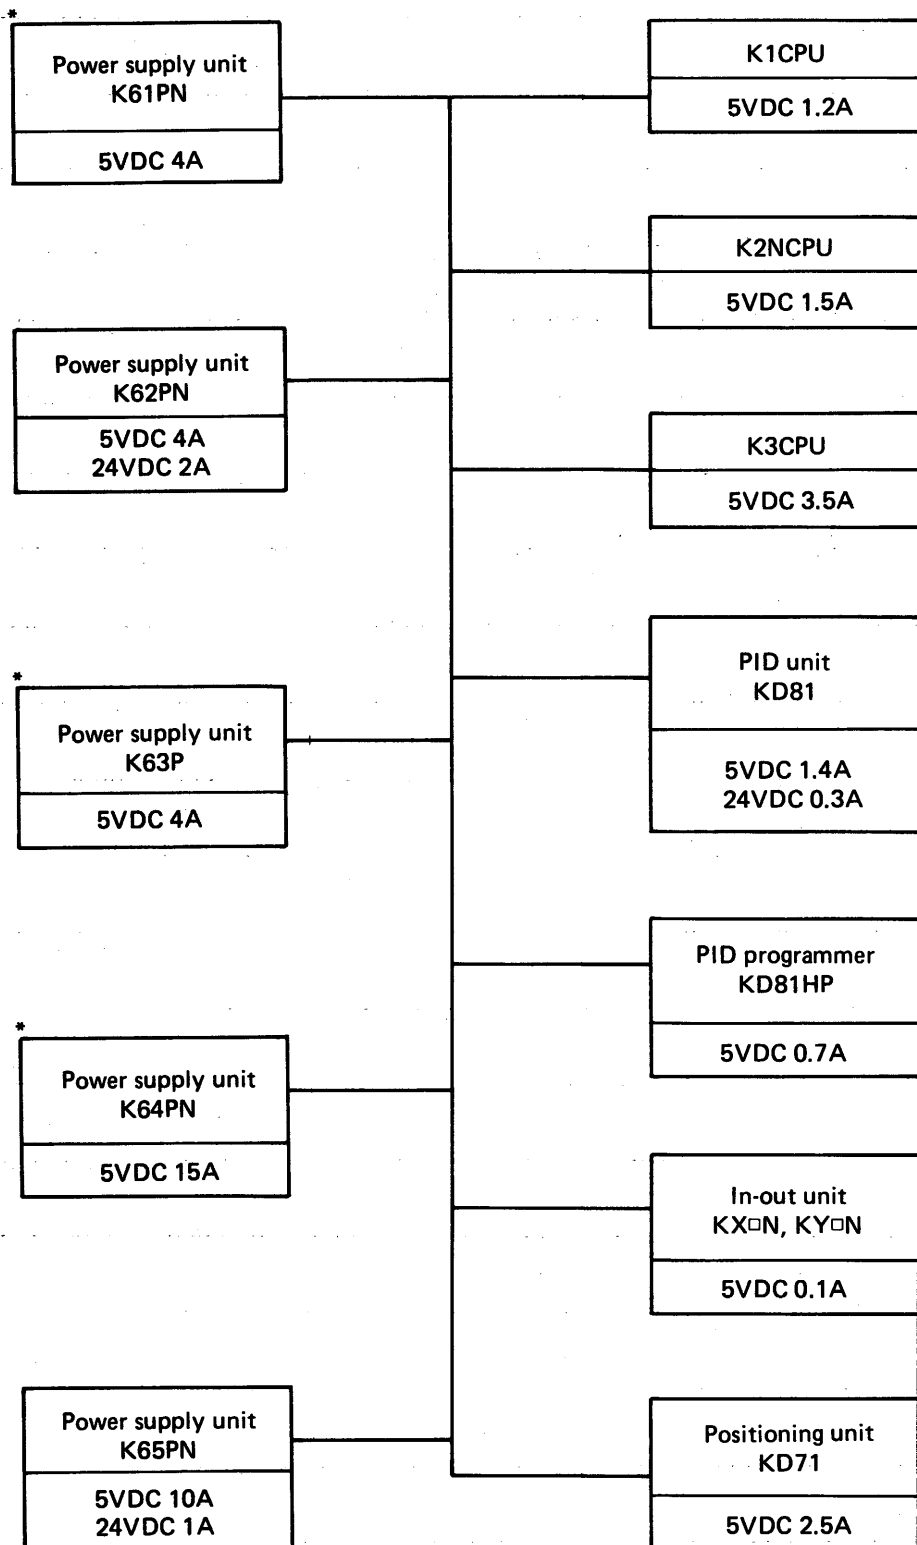 *
Power supply unit
K61PN
5VDC 4A
Power supply unit
K62PN
5VDC 4A
24VDC 2A
*
Power supply unit
K63P
5VDC 4A
*
Power supply unit
K64PN
5VDC 15A
Power supply unit
K65PN
5VDC 10A
24VDC 1A
K1CPU
5VDC 1.2A
K2NCPU
5VDC 1.5A
K3CPU
5VDC 3.5A
PID unit
KD81
5VDC 1.4A
24VDC 0.3A
PID programmer
KD81HP
5VDC 0.7A
In-out unit
KX□N, KY□N
5VDC 0.1A
Positioning unit
KD71
5VDC 2.5A